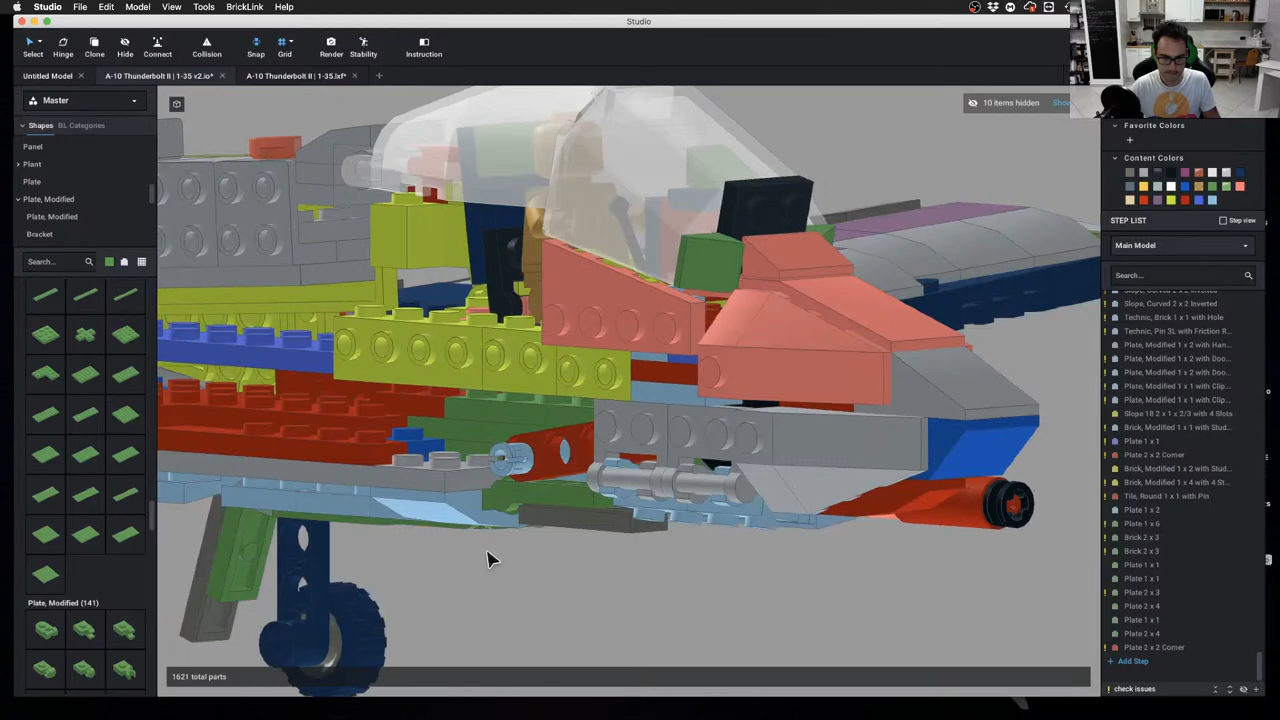 Studio File Edit Model View Tools BrickLink Help
Studio
Select Hinge Clone Hide Connect Collision Snap Grid Render Stability Instruction
Untitled Model
A-10 Thunderbolt II | 1-35 v2.io*
A-10 Thunderbolt II | 1-35.lxf*
Master
10 items hidden
Shapes BL Categories
Panel
Plant
Plate
Plate, Modified
Plate, Modified
Bracket
Search...
Plate, Modified (141)
1621 total parts
Favorite Colors
Content Colors
STEP LIST
Step view
Main Model
Search...
Slope, Curved 2 x 2 Inverted
Slope, Curved 2 x 2 Inverted
Technic, Brick 1 x 1 with Hole
Technic, Pin 3L with Friction R...
Plate, Modified 1 x 2 with Han...
Plate, Modified 1 x 2 with Doo...
Plate, Modified 1 x 2 with Doo...
Plate, Modified 1 x 1 with Clip...
Plate, Modified 1 x 1 with Clip...
Slope 18 2 x 1 x 2/3 with 4 Slots
Brick, Modified 1 x 1 with Stud...
Plate 1 x 1
Plate 2 x 2 Corner
Brick, Modified 1 x 2 with Stud...
Brick, Modified 1 x 4 with 4 St...
Tile, Round 1 x 1 with Pin
Plate 1 x 2
Plate 1 x 6
Brick 2 x 3
Brick 2 x 3
Plate 1 x 1
Plate 1 x 1
Plate 2 x 3
Plate 2 x 4
Plate 1 x 1
Plate 2 x 4
Plate 2 x 2 Corner
+ Add Step
check issues